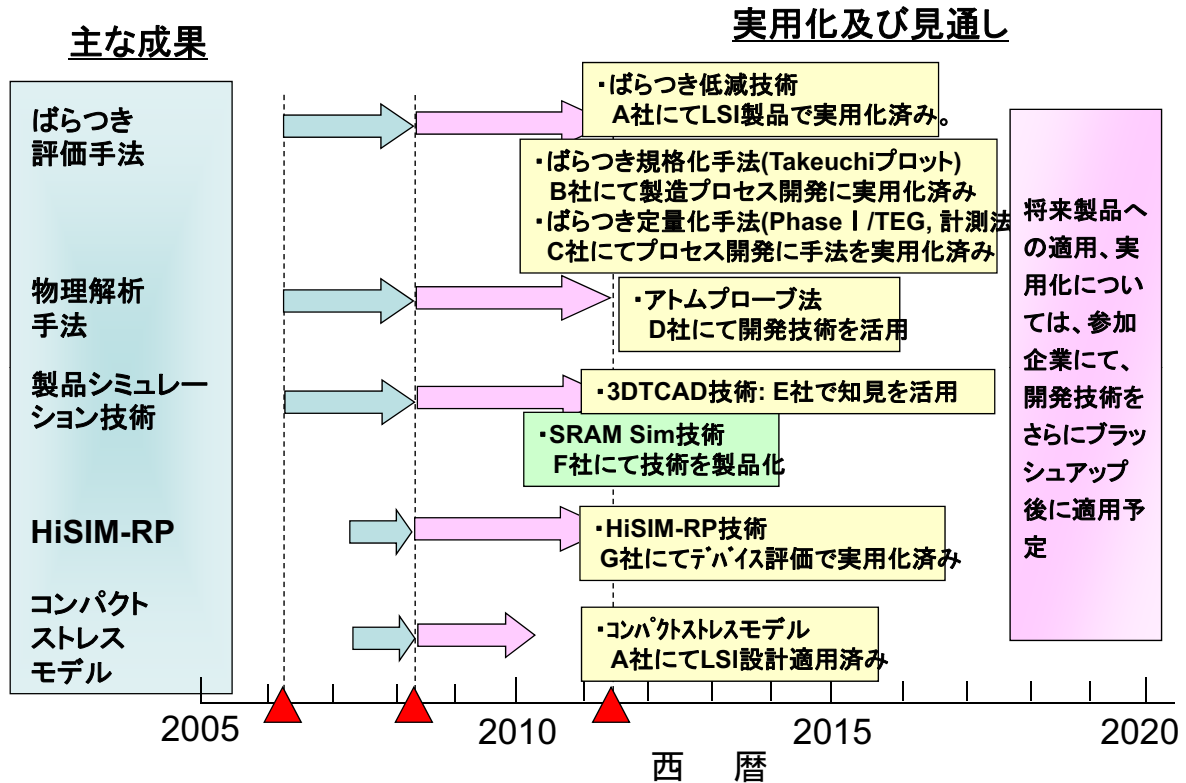 主な成果
実用化及び見通し
ばらつき
評価手法
物理解析
手法
製品シミュレー
ション技術
HiSIM-RP
コンパクト
ストレス
モデル
・ばらつき低減技術
A社にてLSI製品で実用化済み。
・ばらつき規格化手法(Takeuchiプロット)
B社にて製造プロセス開発に実用化済み
・ばらつき定量化手法(PhaseⅠ/TEG, 計測法
C社にてプロセス開発に手法を実用化済み
・アトムプローブ法
D社にて開発技術を活用
・3DTCAD技術: E社で知見を活用
・SRAM Sim技術
F社にて技術を製品化
・HiSIM-RP技術
G社にてﾃﾞﾊﾞｲｽ評価で実用化済み
・ｺﾝﾊﾟｸﾄストレスモデル
A社にてLSI設計適用済み
将来製品へ
の適用、実
用化につい
ては、参加
企業にて、
開発技術を
さらにブラッ
シュアップ
後に適用予
定
2005
2010
2015
2020
西 暦